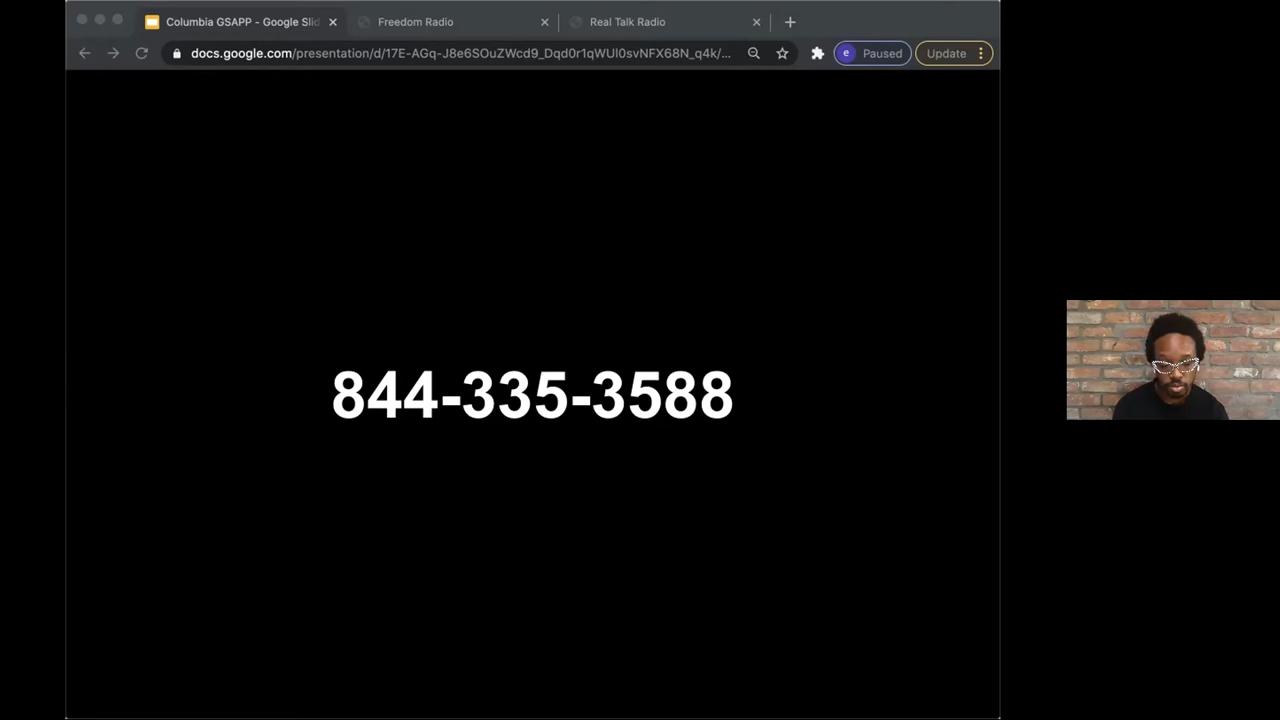 Columbia GSAPP - Google Slid
Freedom Radio
Real Talk Radio
docs.google.com/presentation/d/17E-AGq-J8e6SOuZWcd9_Dqd0r1qWUI0svNFX68N_q4k/...
e
Paused
Update
844-335-3588